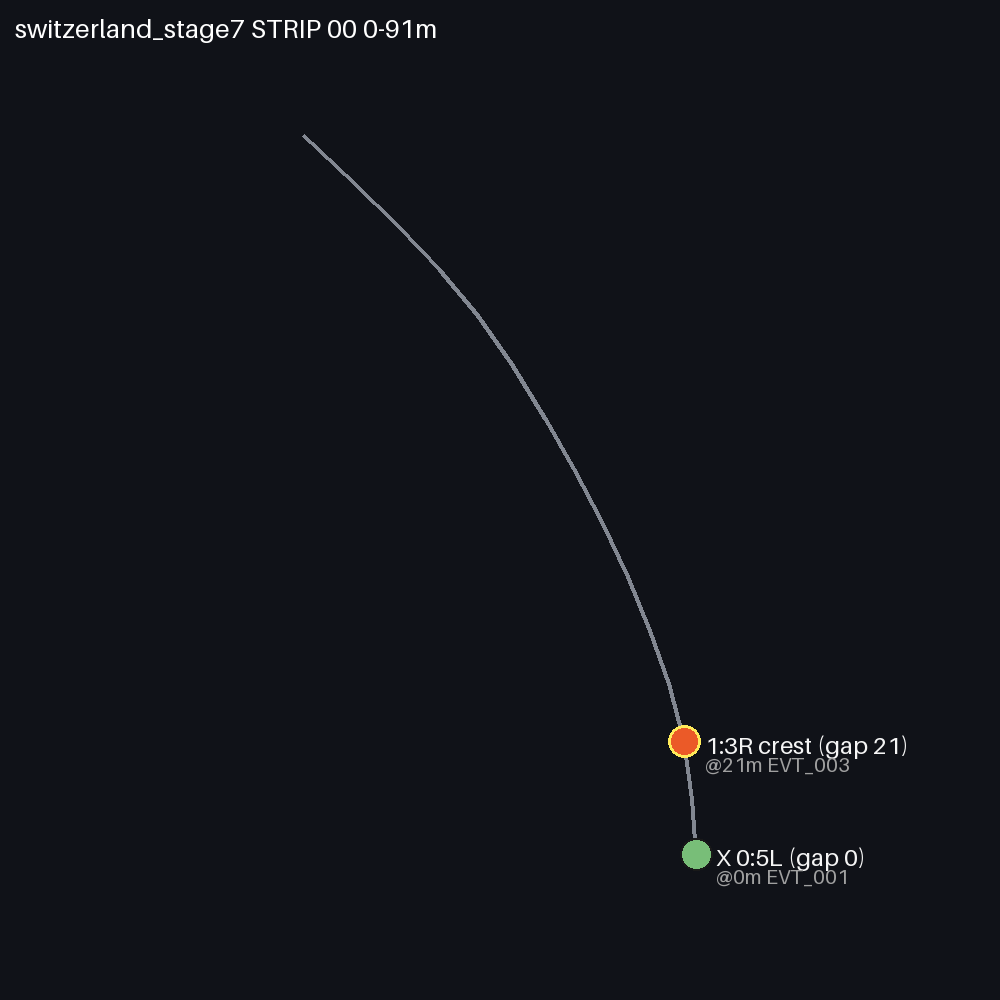 switzerland_stage7 STRIP 00 0-91m
1:3R crest (gap 21)
@21m EVT_003
X 0:5L (gap 0)
@0m EVT_001